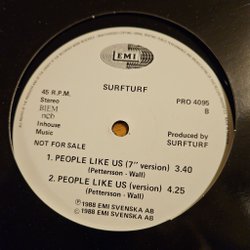 EMI
SURFTURF
45 R.P.M.
Stereo
BIEM
ncb
Inhouse
Music
PRO 4095
B
Produced by
SURFTURF
NOT FOR SALE
1. PEOPLE LIKE US (7" version) 3.40
(Pettersson - Wall)
2. PEOPLE LIKE US (version) 4.25
(Pettersson - Wall)
℗ 1988 EMI SVENSKA AB
© 1988 EMI SVENSKA AB